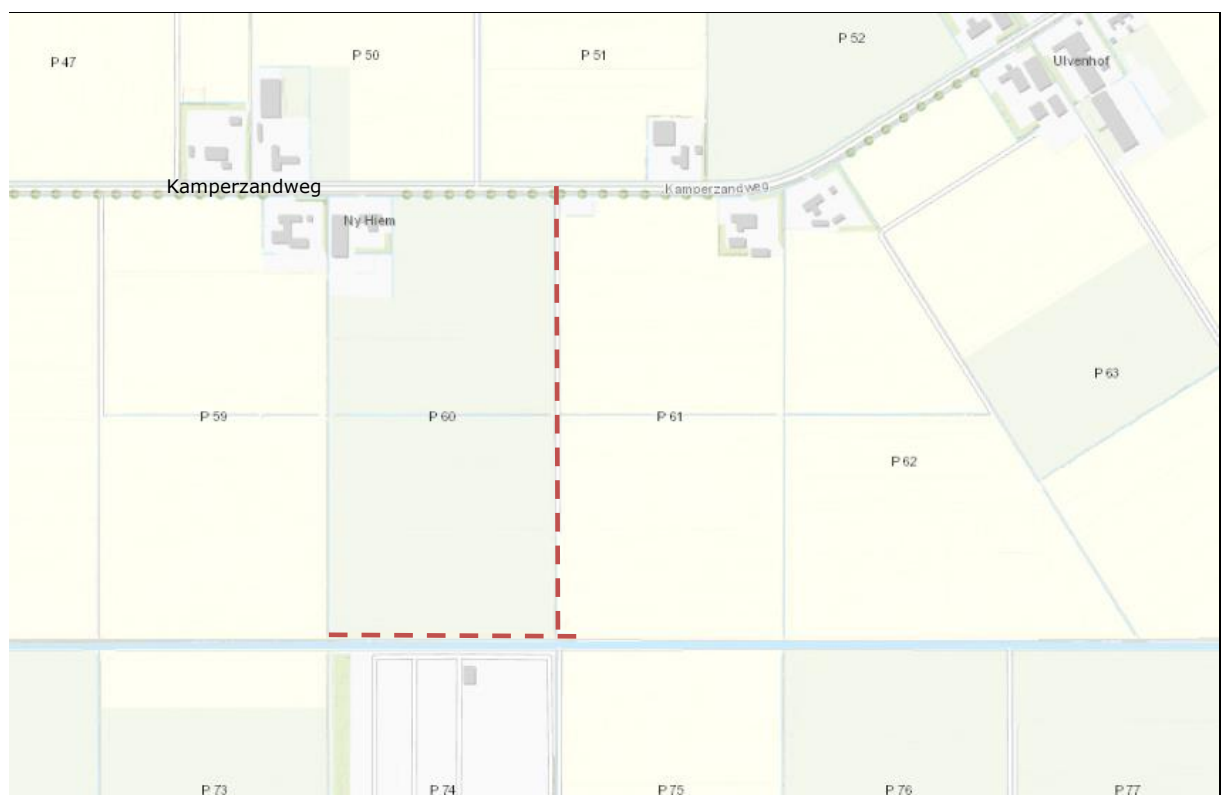 P 47
P 50
P 51
P 52
Ulvenhof
Kamperzandweg
Kamperzandweg
Ny Hiem
P 63
P 59
P 60
P 61
P 62
P 73
P 74
P 75
P 76
P 77